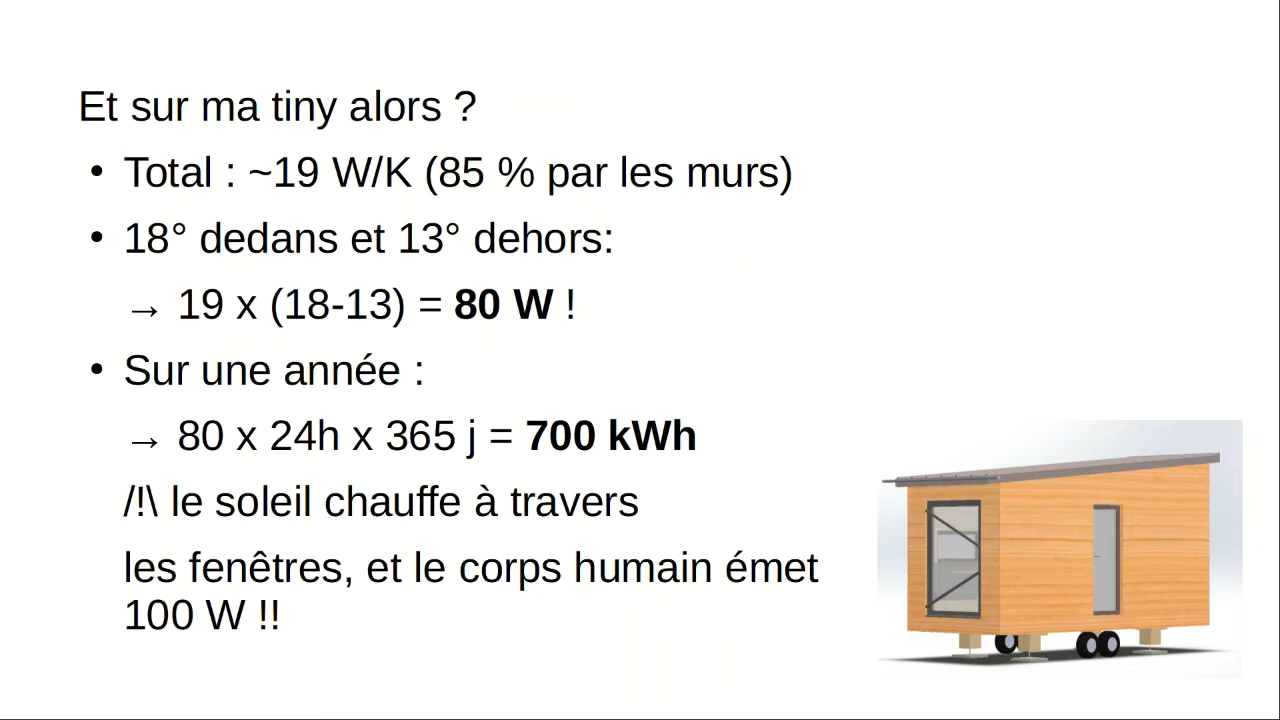 Et sur ma tiny alors ?
• Total : ~19 W/K (85 % par les murs)
• 18° dedans et 13° dehors:
→ 19 x (18-13) = 80 W !
• Sur une année :
→ 80 x 24h x 365 j = 700 kWh
/!\ le soleil chauffe à travers
les fenêtres, et le corps humain émet
100 W !!